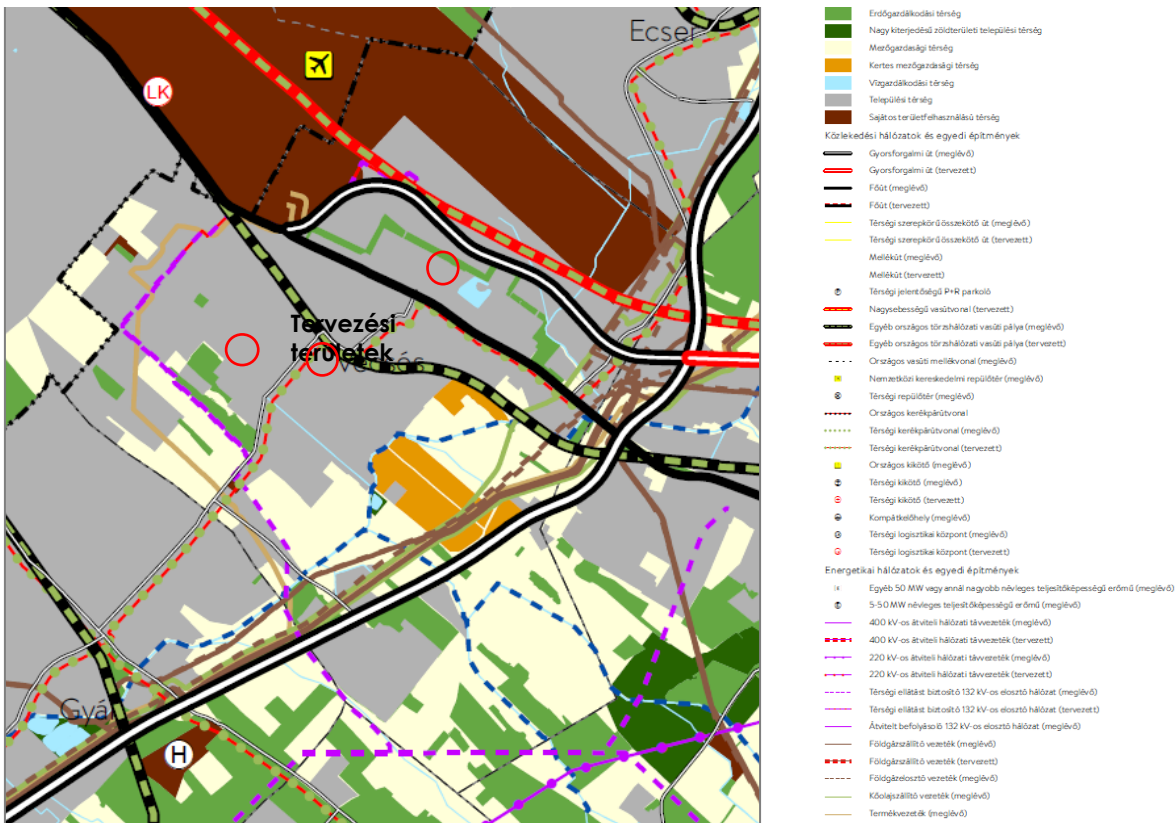 Ecser
LK
Tervezési
területek
Vecsés
Gyál
H
Erdőgazdálkodási térség
Nagy kiterjedésű zöldterületi települési térség
Mezőgazdasági térség
Kertes mezőgazdasági térség
Vízgazdálkodási térség
Települési térség
Sajátos területfelhasználású térség
Közlekedési hálózatok és egyedi építmények
Gyorsforgalmi út (meglévő)
Gyorsforgalmi út (tervezett)
Főút (meglévő)
Főút (tervezett)
Térségi szerepkörű összekötő út (meglévő)
Térségi szerepkörű összekötő út (tervezett)
Mellékút (meglévő)
Mellékút (tervezett)
Térségi jelentőségű P+R parkoló
Nagysebességű vasútvonal (tervezett)
Egyéb országos törzshálózati vasúti pálya (meglévő)
Egyéb országos törzshálózati vasúti pálya (tervezett)
Országos vasúti mellékvonal (meglévő)
Nemzetközi kereskedelmi repülőtér (meglévő)
Térségi repülőtér (meglévő)
Országos kerékpárútvonal
Térségi kerékpárútvonal (meglévő)
Térségi kerékpárútvonal (tervezett)
Országos kikötő (meglévő)
Térségi kikötő (meglévő)
Térségi kikötő (tervezett)
Kompátkelőhely (meglévő)
Térségi logisztikai központ (meglévő)
Térségi logisztikai központ (tervezett)
Energetikai hálózatok és egyedi építmények
Egyéb 50 MW vagy annál nagyobb névleges teljesítőképességű erőmű (meglévő)
5-50 MW névleges teljesítőképességű erőmű (meglévő)
400 kV-os átviteli hálózati távvezeték (meglévő)
400 kV-os átviteli hálózati távvezeték (tervezett)
220 kV-os átviteli hálózati távvezeték (meglévő)
220 kV-os átviteli hálózati távvezeték (tervezett)
Térségi ellátást biztosító 132 kV-os elosztó hálózat (meglévő)
Térségi ellátást biztosító 132 kV-os elosztó hálózat (tervezett)
Átvitelt befolyásoló 132 kV-os elosztó hálózat (meglévő)
Földgázszállító vezeték (meglévő)
Földgázszállító vezeték (tervezett)
Földgázelosztó vezeték (meglévő)
Kőolajszállító vezeték (meglévő)
Termékvezeték (meglévő)